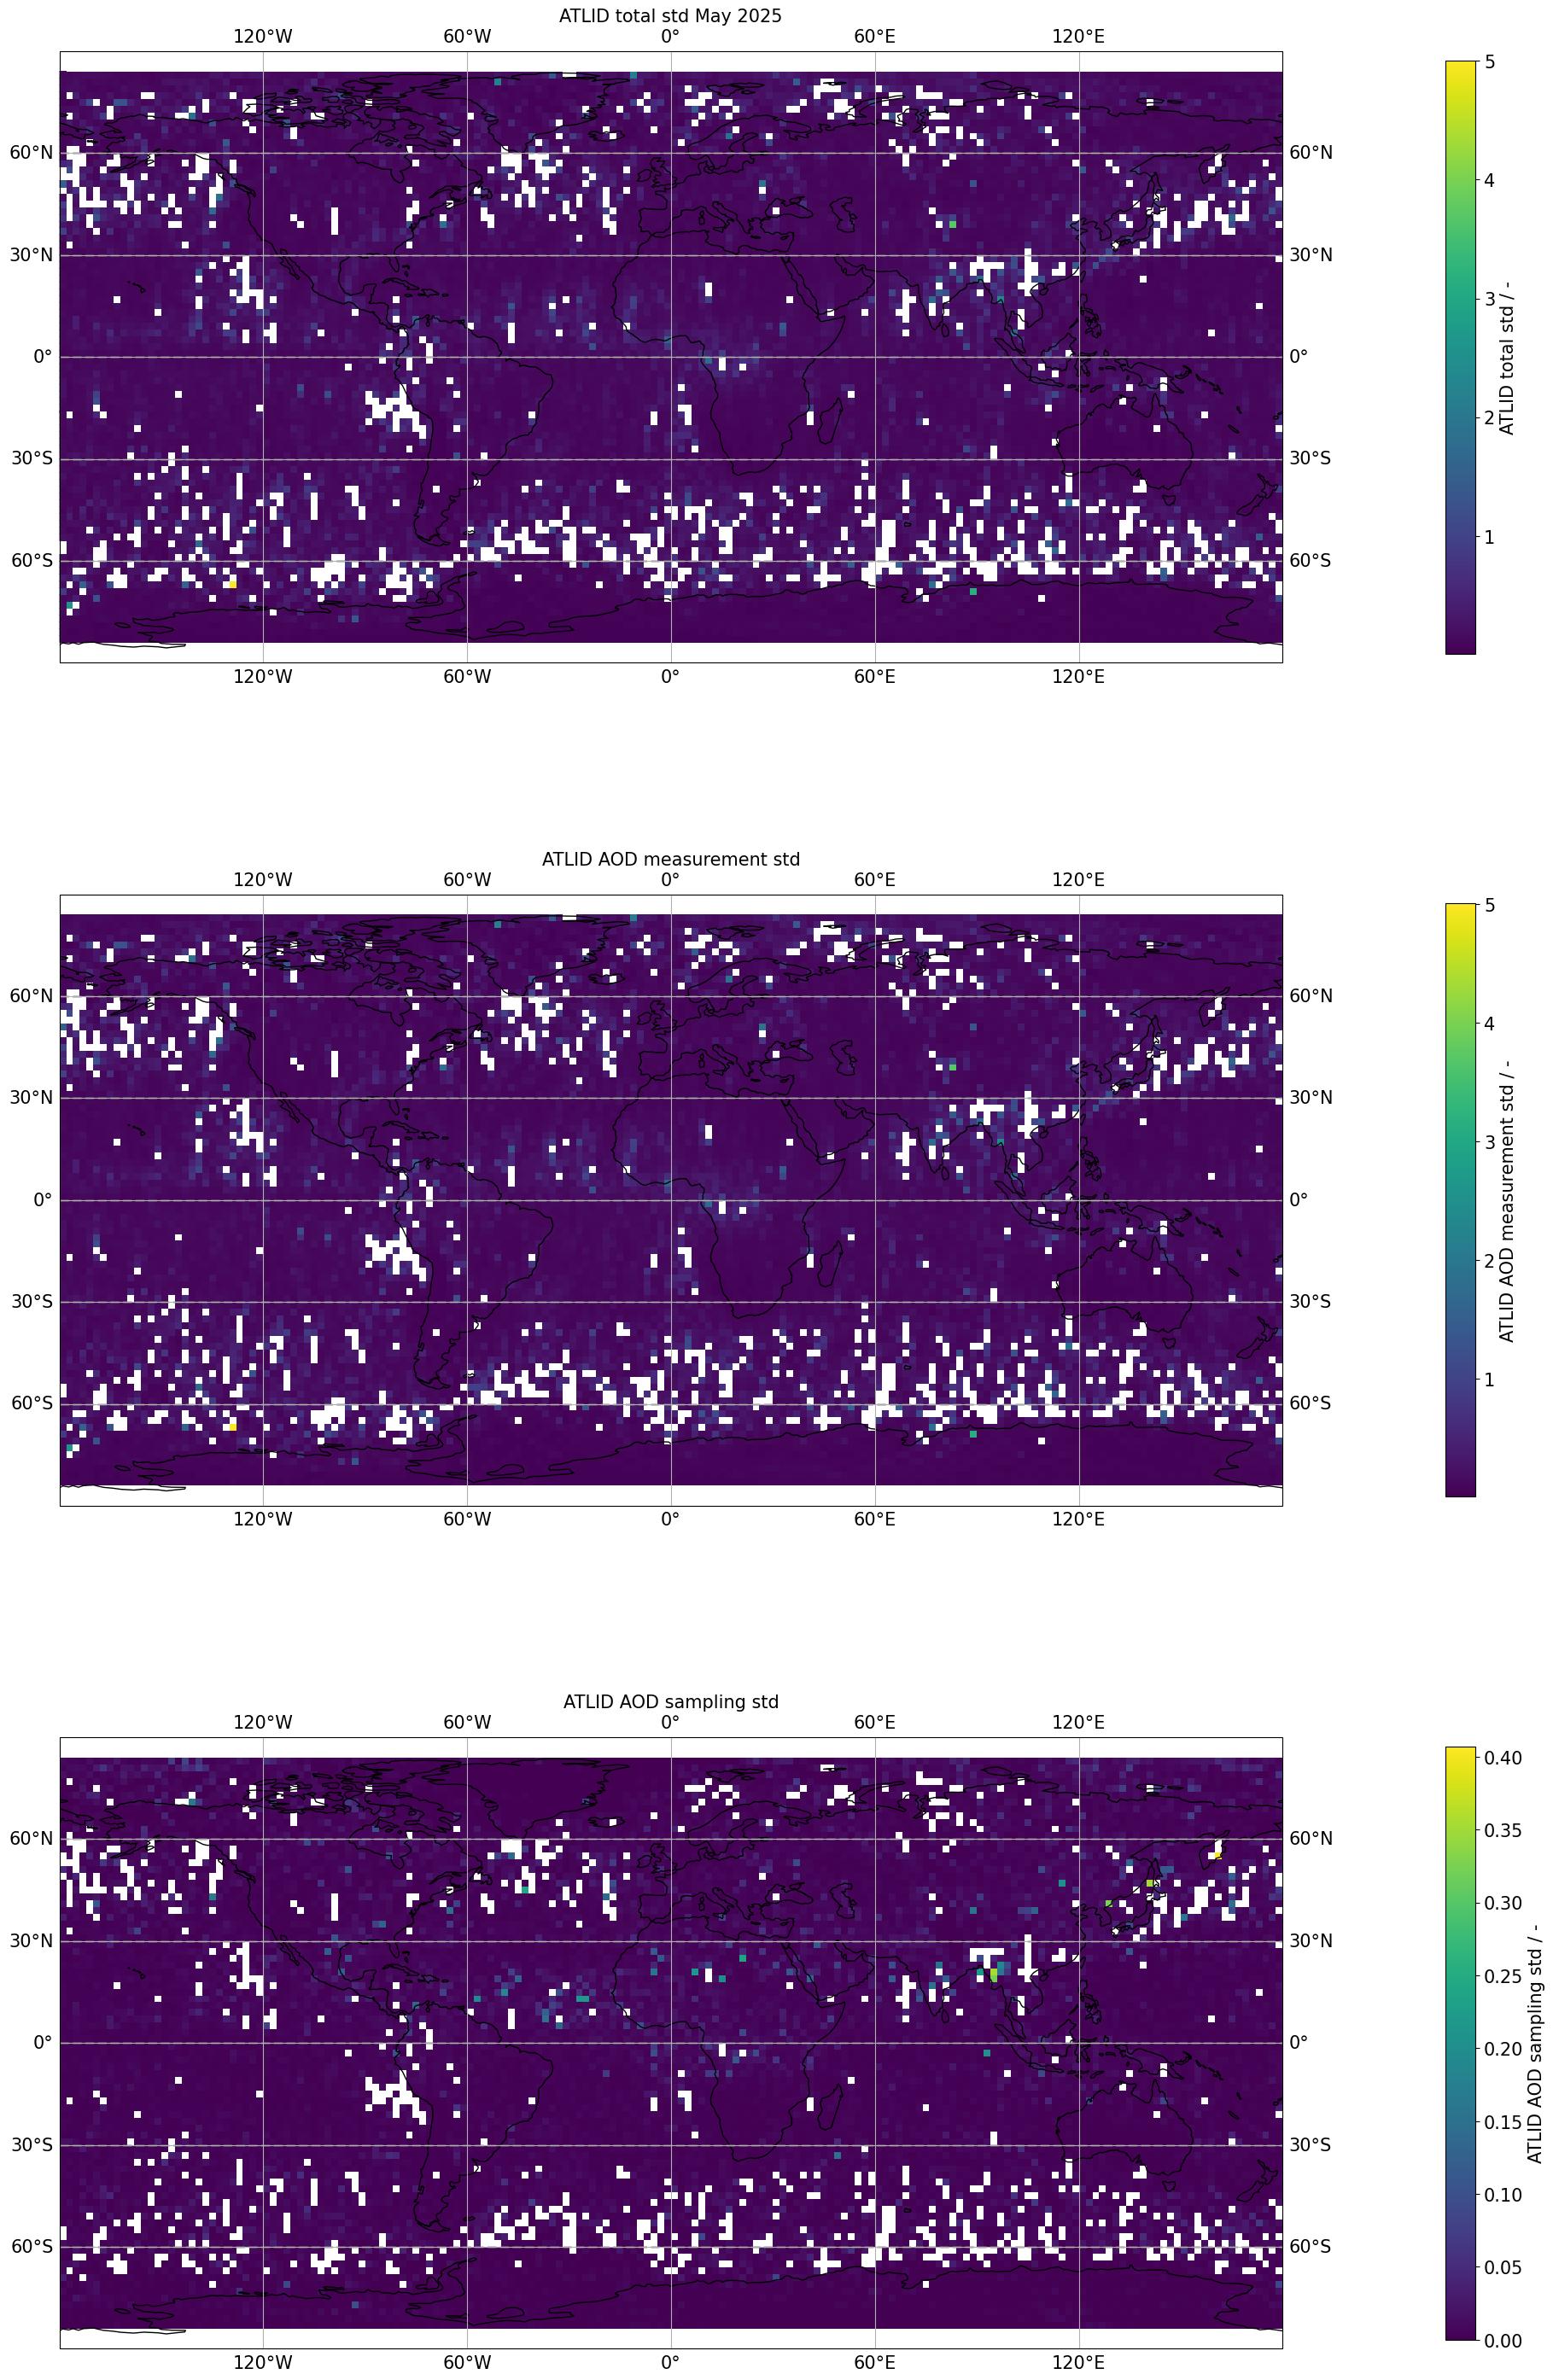 ATLID total std May 2025
120°W 60°W 0° 60°E 120°E
60°N 60°N
30°N 30°N
0° 0°
30°S 30°S
60°S 60°S
120°W 60°W 0° 60°E 120°E
5
4
3
2
1
ATLID total std / -
ATLID AOD measurement std
120°W 60°W 0° 60°E 120°E
60°N 60°N
30°N 30°N
0° 0°
30°S 30°S
60°S 60°S
120°W 60°W 0° 60°E 120°E
5
4
3
2
1
ATLID AOD measurement std / -
ATLID AOD sampling std
120°W 60°W 0° 60°E 120°E
60°N 60°N
30°N 30°N
0° 0°
30°S 30°S
60°S 60°S
120°W 60°W 0° 60°E 120°E
0.40
0.35
0.30
0.25
0.20
0.15
0.10
0.05
0.00
ATLID AOD sampling std / -